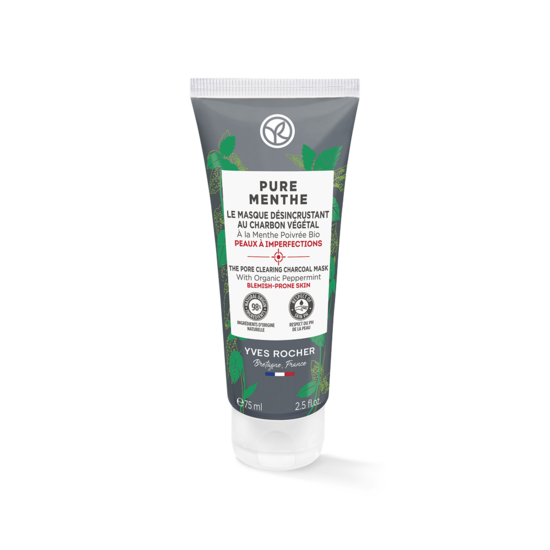 PURE
MENTHE
LE MASQUE DÉSINCRUSTANT
AU CHARBON VÉGÉTAL
À la Menthe Poivrée Bio
PEAUX À IMPERFECTIONS
THE PORE CLEARING CHARCOAL MASK
With Organic Peppermint
BLEMISH-PRONE SKIN
98%
INGRÉDIENTS D'ORIGINE
NATURELLE
RESPECT DU PH
DE LA PEAU
YVES ROCHER
Bretagne, France
℮75 ml
2.5 fl.oz